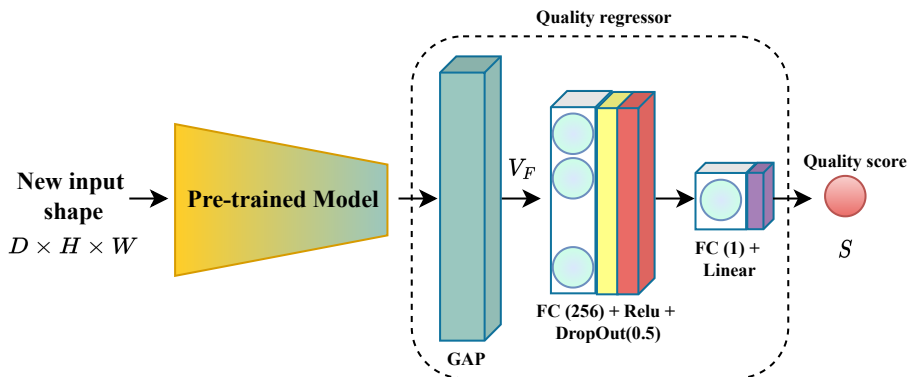 Quality regressor
New input
shape
D × H × W
Pre-trained Model
GAP
V_F
FC (256) + Relu +
DropOut(0.5)
FC (1) +
Linear
Quality score
S